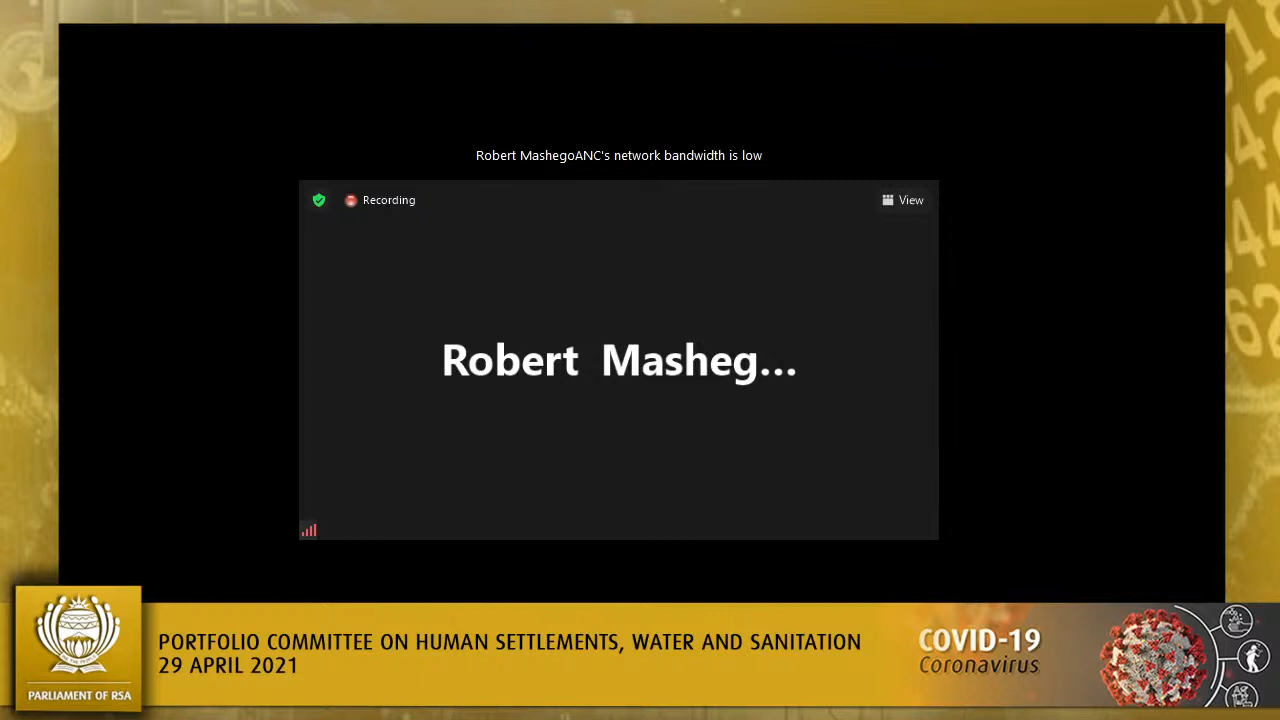 Robert MashegoANC's network bandwidth is low
Recording
View
Robert Masheg...
PORTFOLIO COMMITTEE ON HUMAN SETTLEMENTS, WATER AND SANITATION
29 APRIL 2021
COVID-19
Coronavirus
PARLIAMENT OF RSA